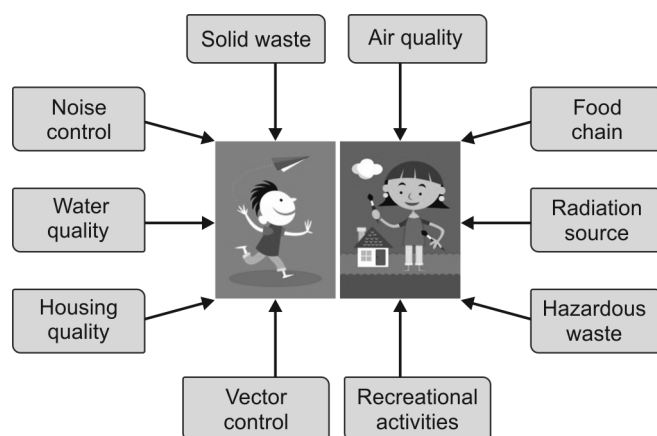 Solid waste
Air quality
Noise
control
Food
chain
Water
quality
Radiation
source
Housing
quality
Hazardous
waste
Vector
control
Recreational
activities